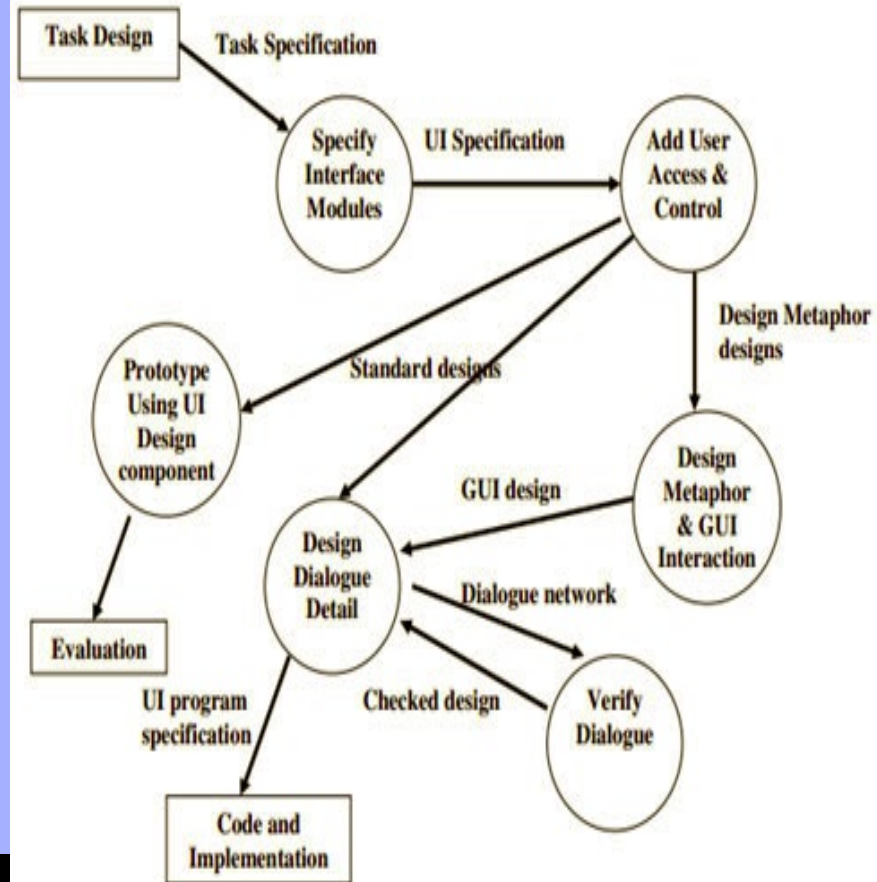 Task Design
Task Specification
Specify
Interface
Modules
UI Specification
Add User
Access &
Control
Design Metaphor
designs
Standard designs
Prototype
Using UI
Design
component
Design
Metaphor
& GUI
Interaction
GUI design
Design
Dialogue
Detail
Dialogue network
Evaluation
UI program
specification
Checked design
Verify
Dialogue
Code and
Implementation